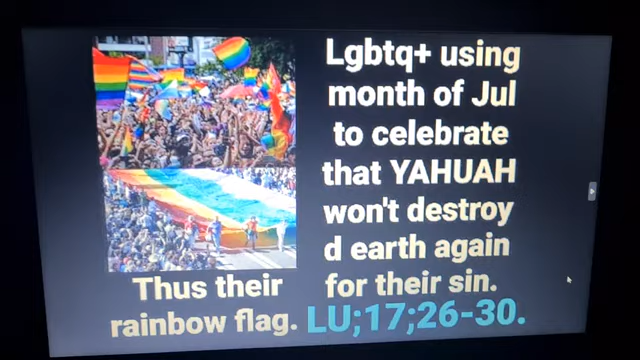 Lgbtq+ using
month of Jul
to celebrate
that YAHUAH
won't destroy
d earth again
for their sin.
Thus their
rainbow flag. LU;17;26-30.